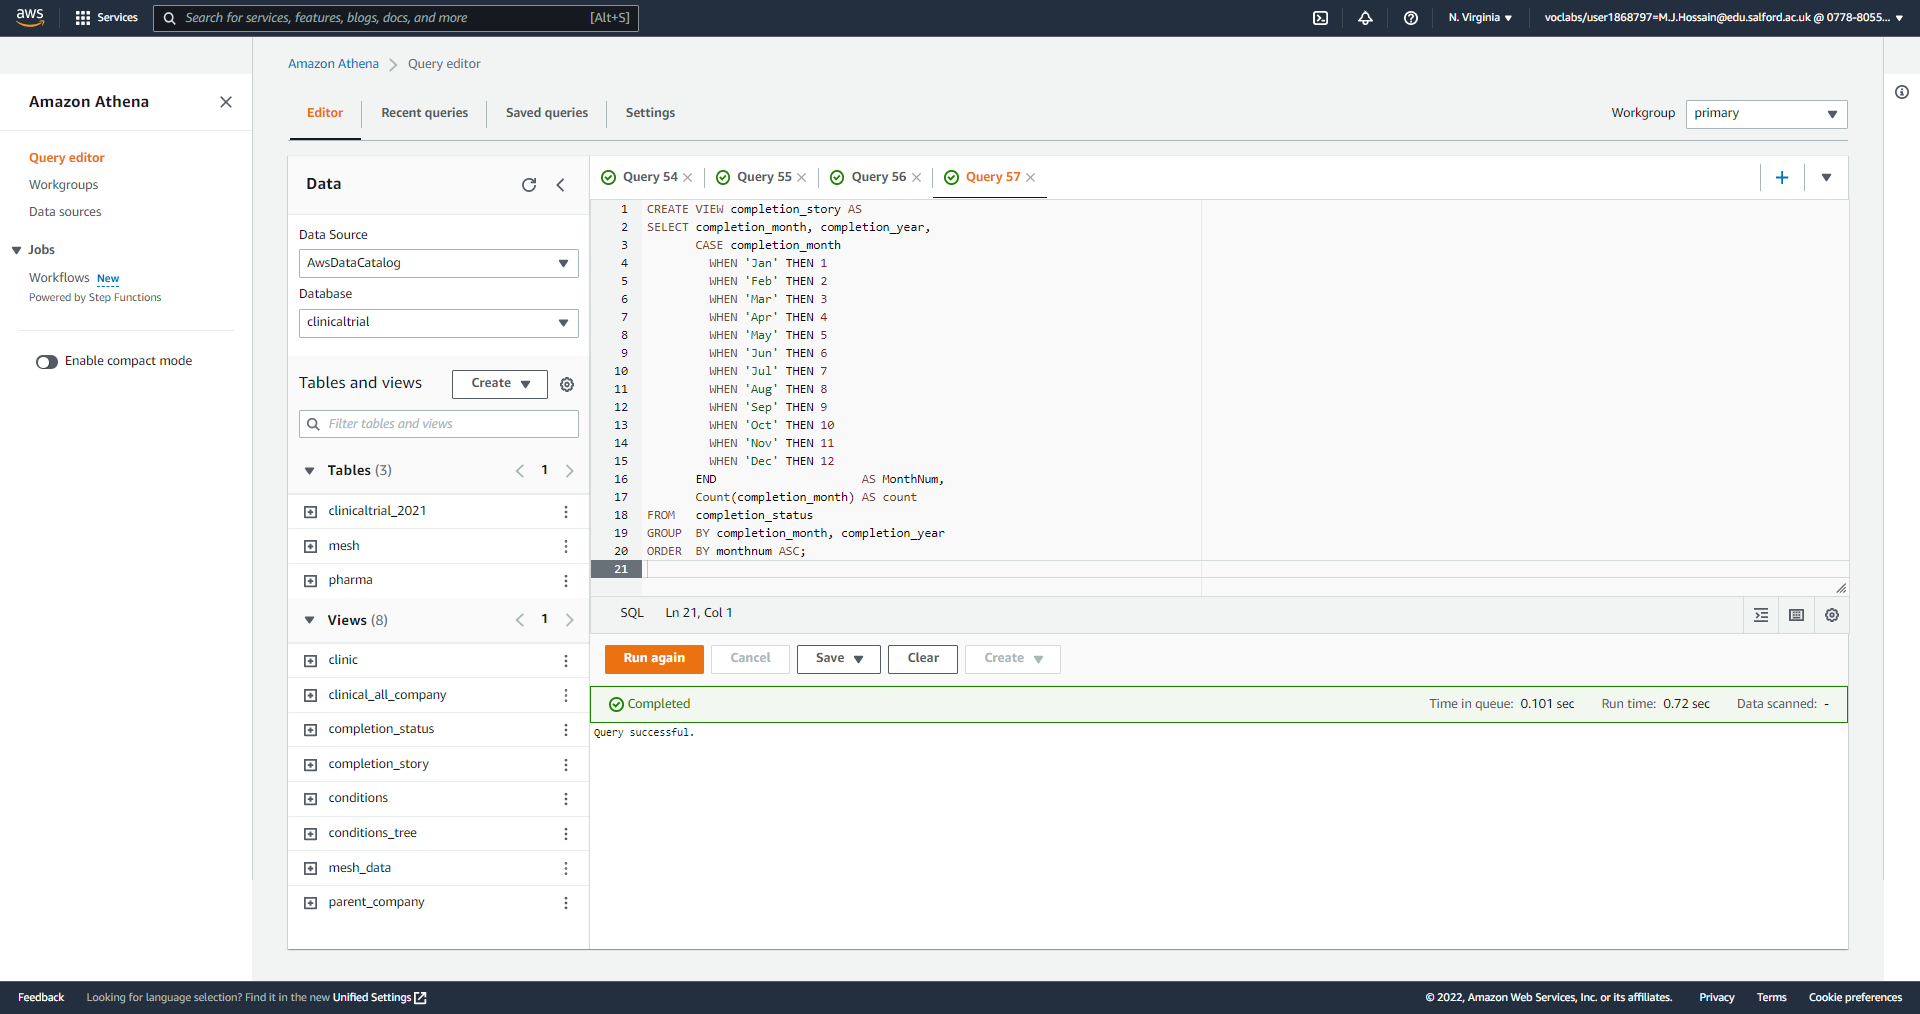 aws
Services
Search for services, features, blogs, docs, and more
[Alt+S]
N. Virginia
voclabs/user1868797=M.J.Hossain@edu.salford.ac.uk @ 0778-8055...
Amazon Athena
Query editor
Workgroups
Data sources
Jobs
Workflows New
Powered by Step Functions
Enable compact mode
Amazon Athena > Query editor
Editor
Recent queries
Saved queries
Settings
Workgroup
primary
Data
Data Source
AwsDataCatalog
Database
clinicaltrial
Tables and views
Create
Filter tables and views
Tables (3)
1
clinicaltrial_2021
mesh
pharma
Views (8)
1
clinic
clinical_all_company
completion_status
completion_story
conditions
conditions_tree
mesh_data
parent_company
Query 54
Query 55
Query 56
Query 57
1 CREATE VIEW completion_story AS
2 SELECT completion_month, completion_year,
3 CASE completion_month
4 WHEN 'Jan' THEN 1
5 WHEN 'Feb' THEN 2
6 WHEN 'Mar' THEN 3
7 WHEN 'Apr' THEN 4
8 WHEN 'May' THEN 5
9 WHEN 'Jun' THEN 6
10 WHEN 'Jul' THEN 7
11 WHEN 'Aug' THEN 8
12 WHEN 'Sep' THEN 9
13 WHEN 'Oct' THEN 10
14 WHEN 'Nov' THEN 11
15 WHEN 'Dec' THEN 12
16 END AS MonthNum,
17 Count(completion_month) AS count
18 FROM completion_status
19 GROUP BY completion_month, completion_year
20 ORDER BY monthnum ASC;
21
SQL
Ln 21, Col 1
Run again
Cancel
Save
Clear
Create
Completed
Time in queue: 0.101 sec
Run time: 0.72 sec
Data scanned: -
Query successful.
Feedback
Looking for language selection? Find it in the new Unified Settings
© 2022, Amazon Web Services, Inc. or its affiliates.
Privacy
Terms
Cookie preferences